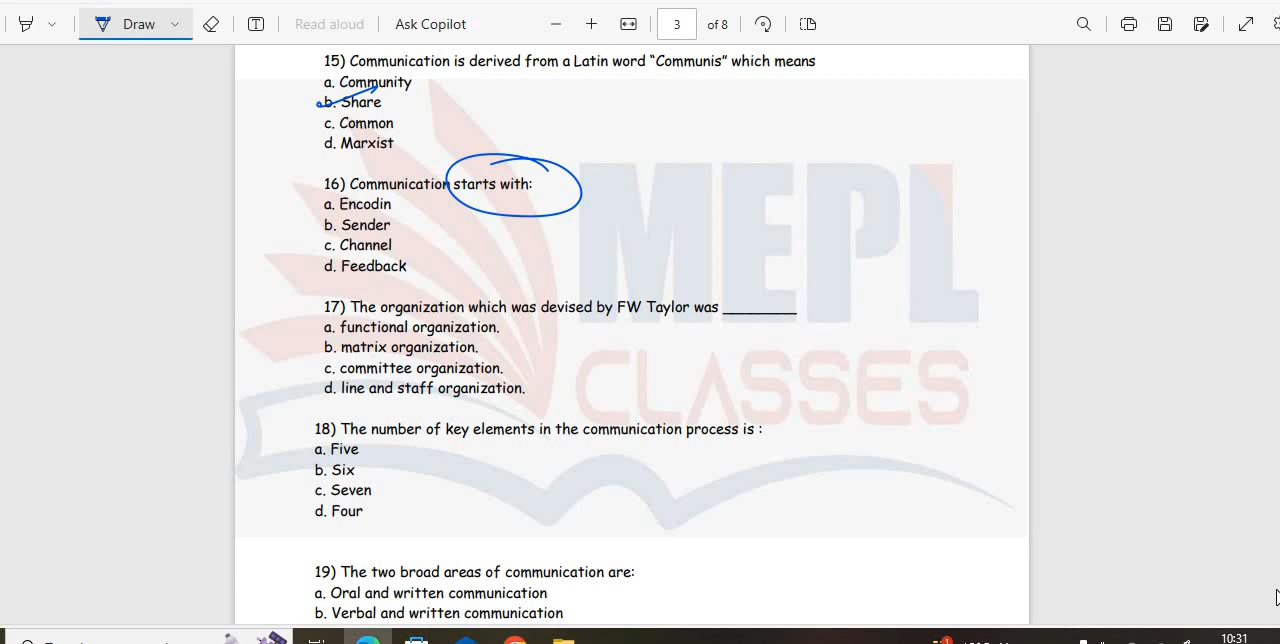 Draw
Read aloud
Ask Copilot
3
of 8
15) Communication is derived from a Latin word “Communis” which means
a. Community
b. Share
c. Common
d. Marxist
16) Communication starts with:
a. Encodin
b. Sender
c. Channel
d. Feedback
17) The organization which was devised by FW Taylor was _________
a. functional organization.
b. matrix organization.
c. committee organization.
d. line and staff organization.
18) The number of key elements in the communication process is :
a. Five
b. Six
c. Seven
d. Four
19) The two broad areas of communication are:
a. Oral and written communication
b. Verbal and written communication
MEPL
CLASSES
1
10:31